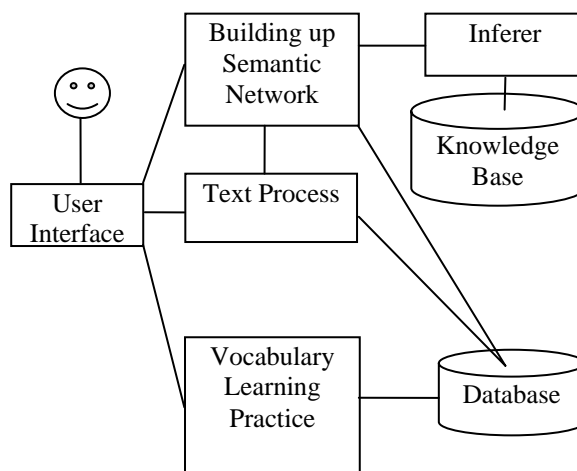 Building up
Semantic
Network
Inferer
Knowledge
Base
User
Interface
Text Process
Vocabulary
Learning
Practice
Database